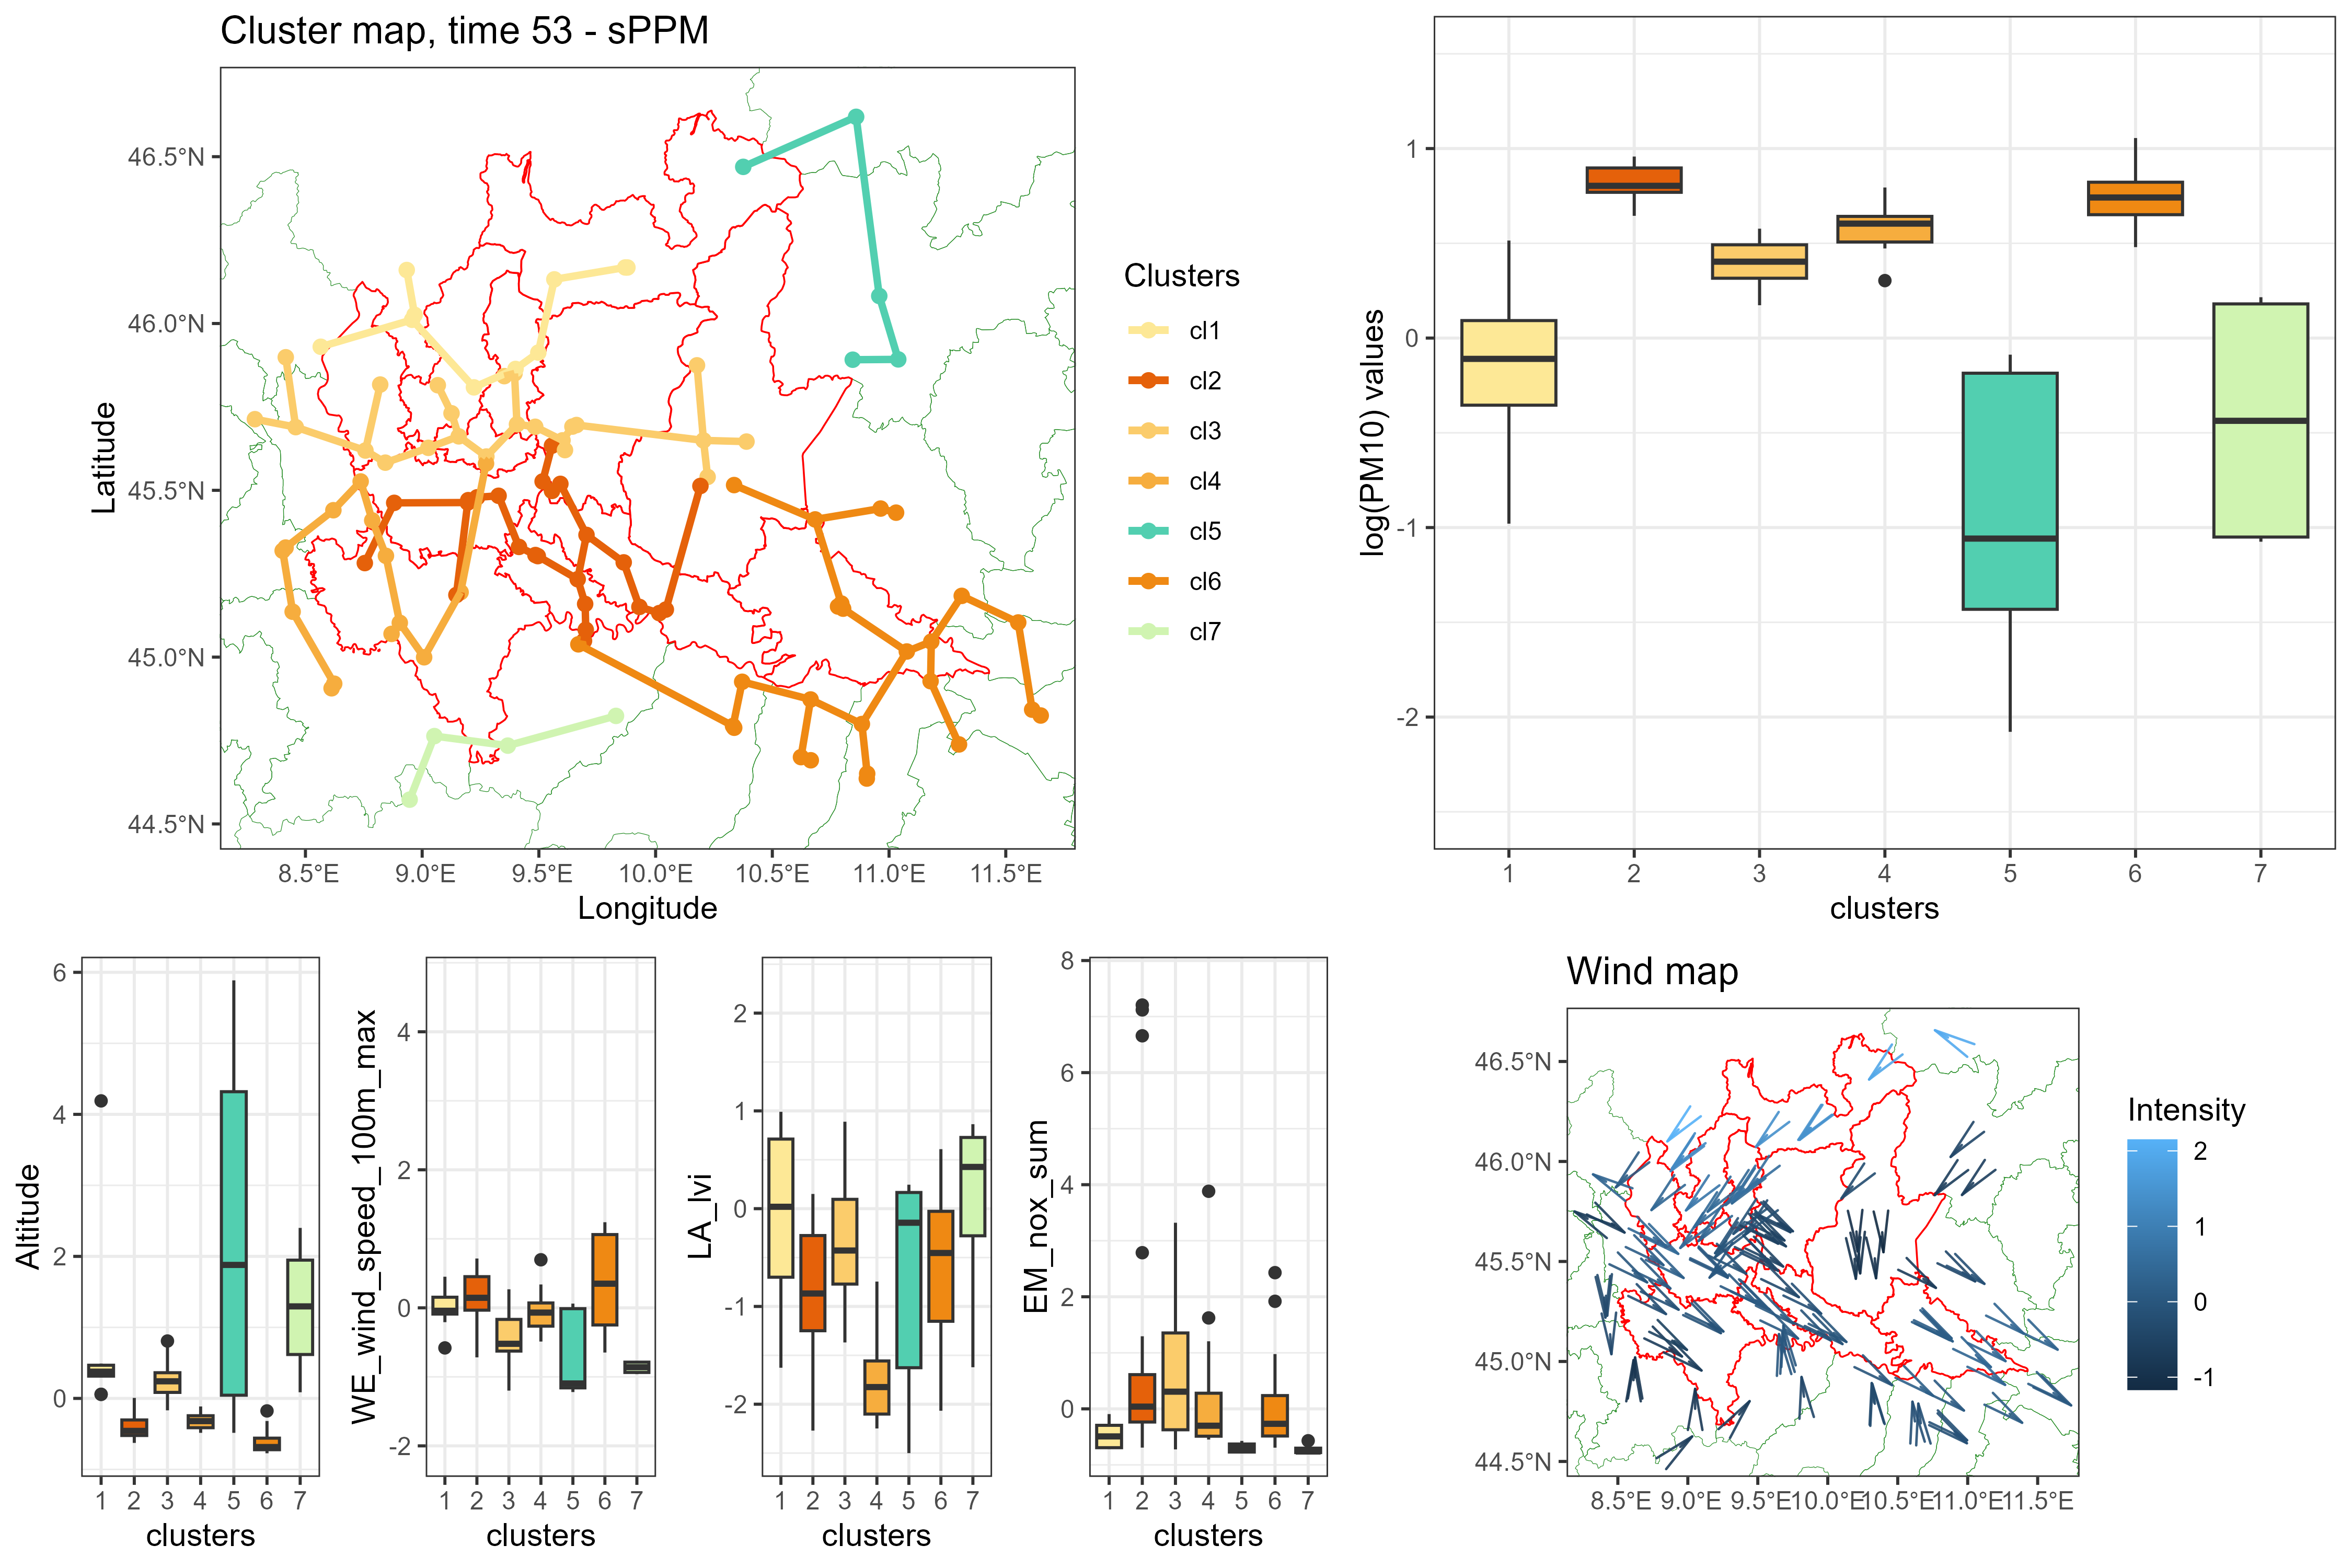 Cluster map, time 53 - sPPM
46.5°N
46.0°N
45.5°N
45.0°N
44.5°N
Latitude
8.5°E 9.0°E 9.5°E 10.0°E 10.5°E 11.0°E 11.5°E
Longitude
Clusters
cl1
cl2
cl3
cl4
cl5
cl6
cl7
log(PM10) values
1
0
-1
-2
1 2 3 4 5 6 7
clusters
Altitude
6
4
2
0
1 2 3 4 5 6 7
clusters
WE_wind_speed_100m_max
4
2
0
-2
1 2 3 4 5 6 7
clusters
LA_lvi
2
1
0
-1
-2
1 2 3 4 5 6 7
clusters
EM_nox_sum
8
6
4
2
0
1 2 3 4 5 6 7
clusters
Wind map
46.5°N
46.0°N
45.5°N
45.0°N
44.5°N
8.5°E 9.0°E 9.5°E 10.0°E 10.5°E 11.0°E 11.5°E
Intensity
2
1
0
-1